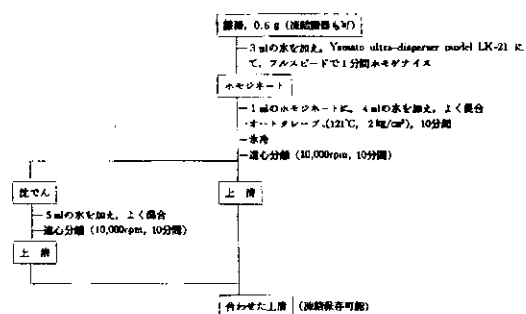 臓器, 0.6g (凍結臓器も可)
3 mlの水を加え, Yamato ultra-disperser model LK-21 に
て, フルスピードで1分間ホモゲナイズ
ホモジネート
1 mlのホモジネートに, 4 mlの水を加え, よく混合
オートクレーブ, (121℃, 2 kg/cm²), 10分間
氷冷
遠心分離 (10,000rpm, 10分間)
沈でん
上 清
5 mlの水を加え, よく混合
遠心分離 (10,000rpm, 10分間)
上 清
合わせた上清 (凍結保存可能)